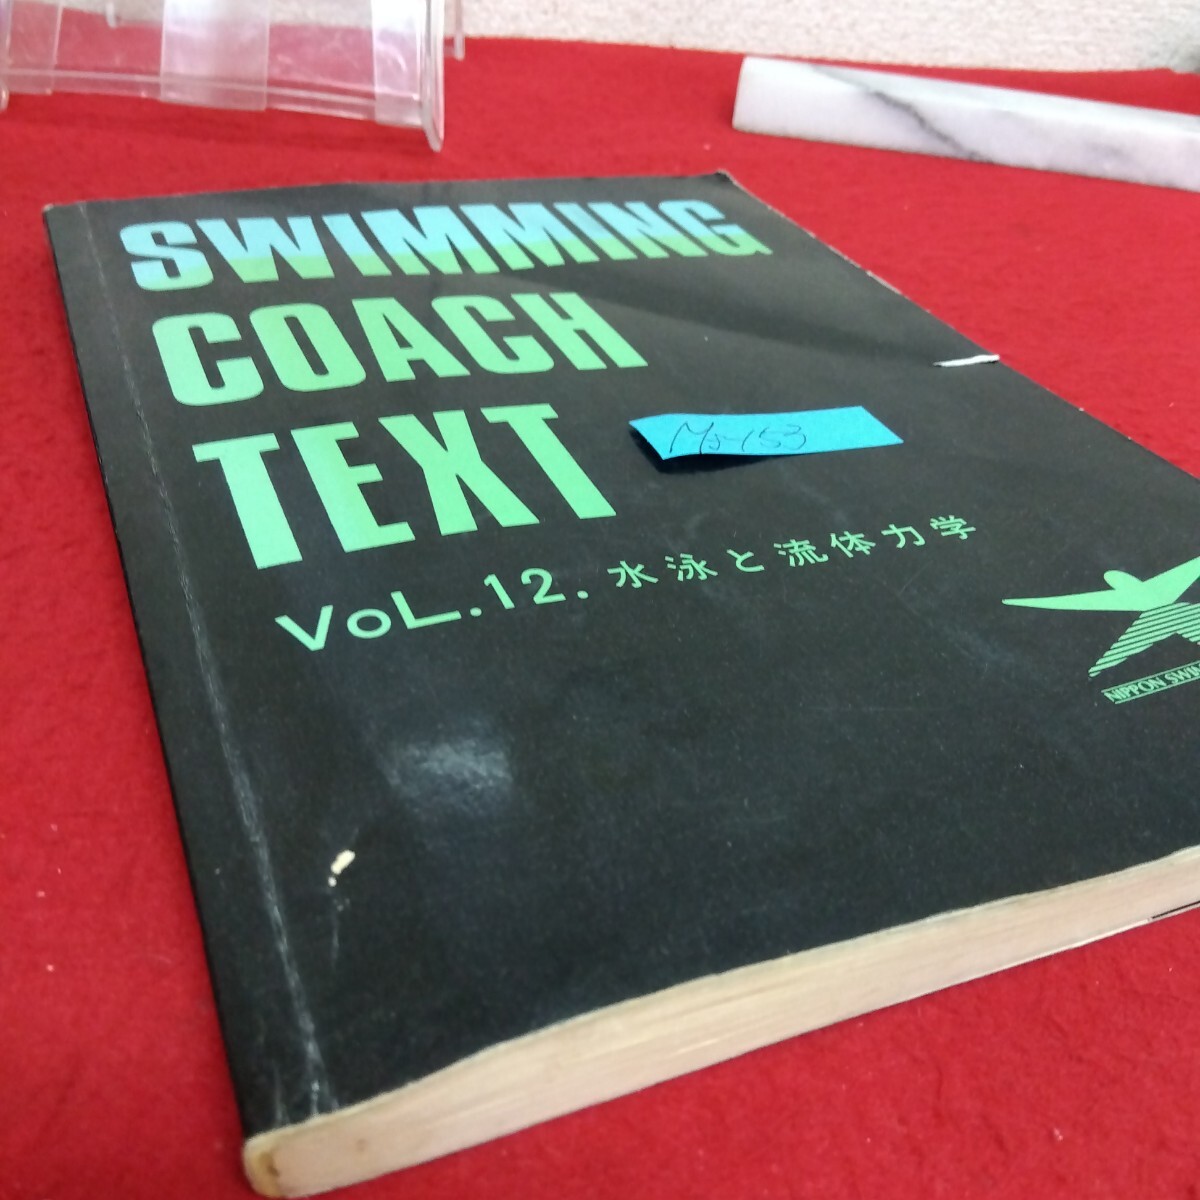 SWIMMING
COACH
TEXT
M5-153
VOL.12. 水泳と流体力学
NIPPON SWIM